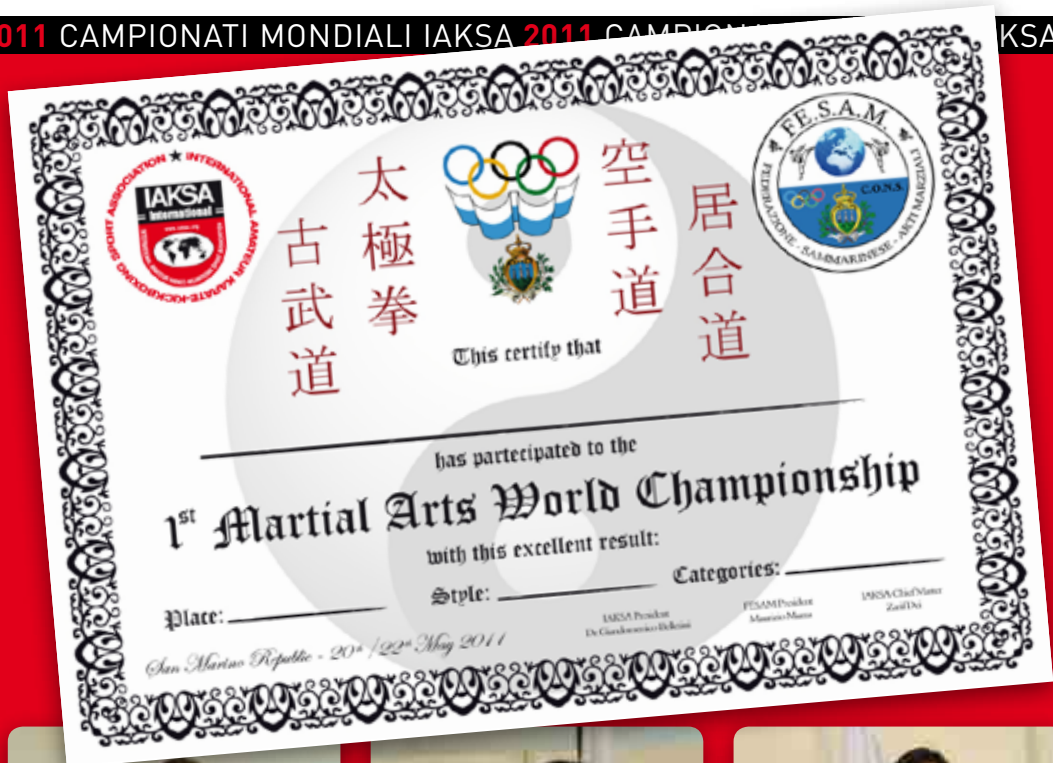 011 CAMPIONATI MONDIALI IAKSA 2011 CAMPION KSA
INTERNATIONAL AMATEUR KARATE-KICKBOXING SPORT ASSOCIATION
IAKSA
International
古武道
太極拳
空手道
居合道
FE.S.A.M.
C.O.N.S.
FEDERAZIONE - SAMMARINESE - ARTI MARZIALI
This certify that
has partecipated to the
1st Martial Arts World Championship
with this excellent result:
Place: Style: Categories:
San Marino Republic - 20th /22th May 2011
IAKSA President
FESAM President
IAKSA Chief Master